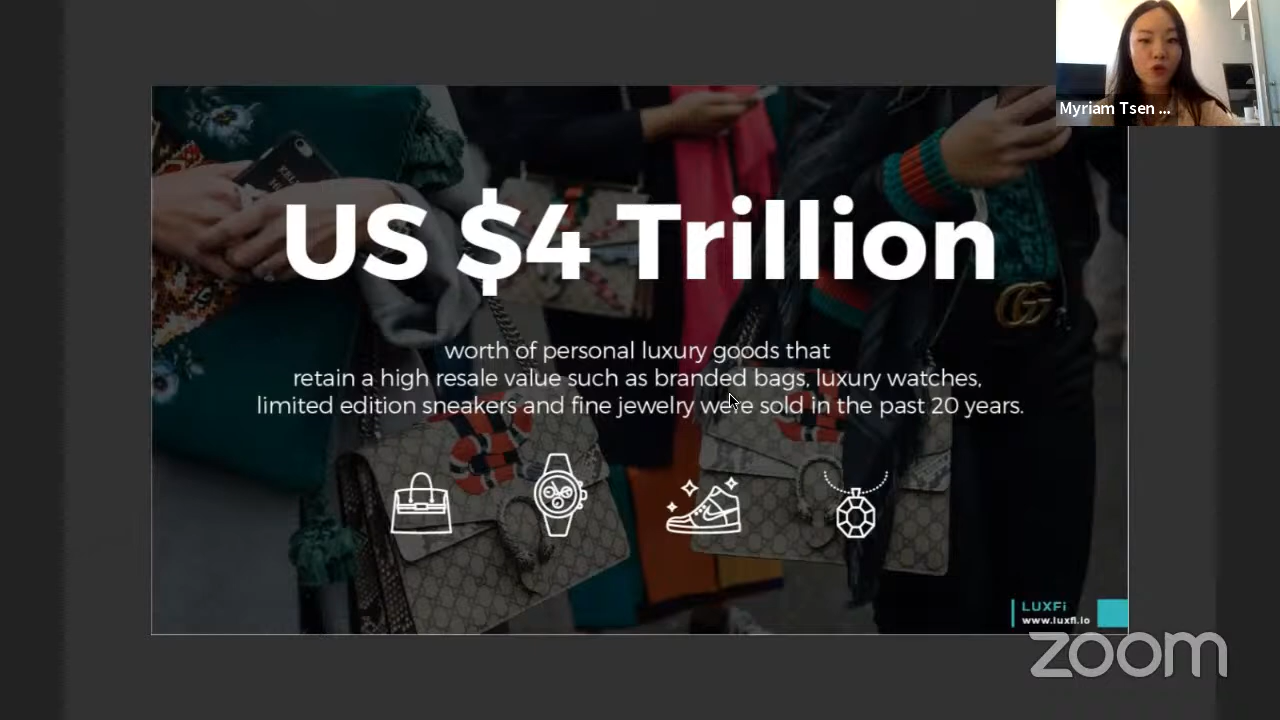 Myriam Tsen ...
US $4 Trillion
worth of personal luxury goods that
retain a high resale value such as branded bags, luxury watches,
limited edition sneakers and fine jewelry were sold in the past 20 years.
LUXFi
www.luxfi.io
zoom